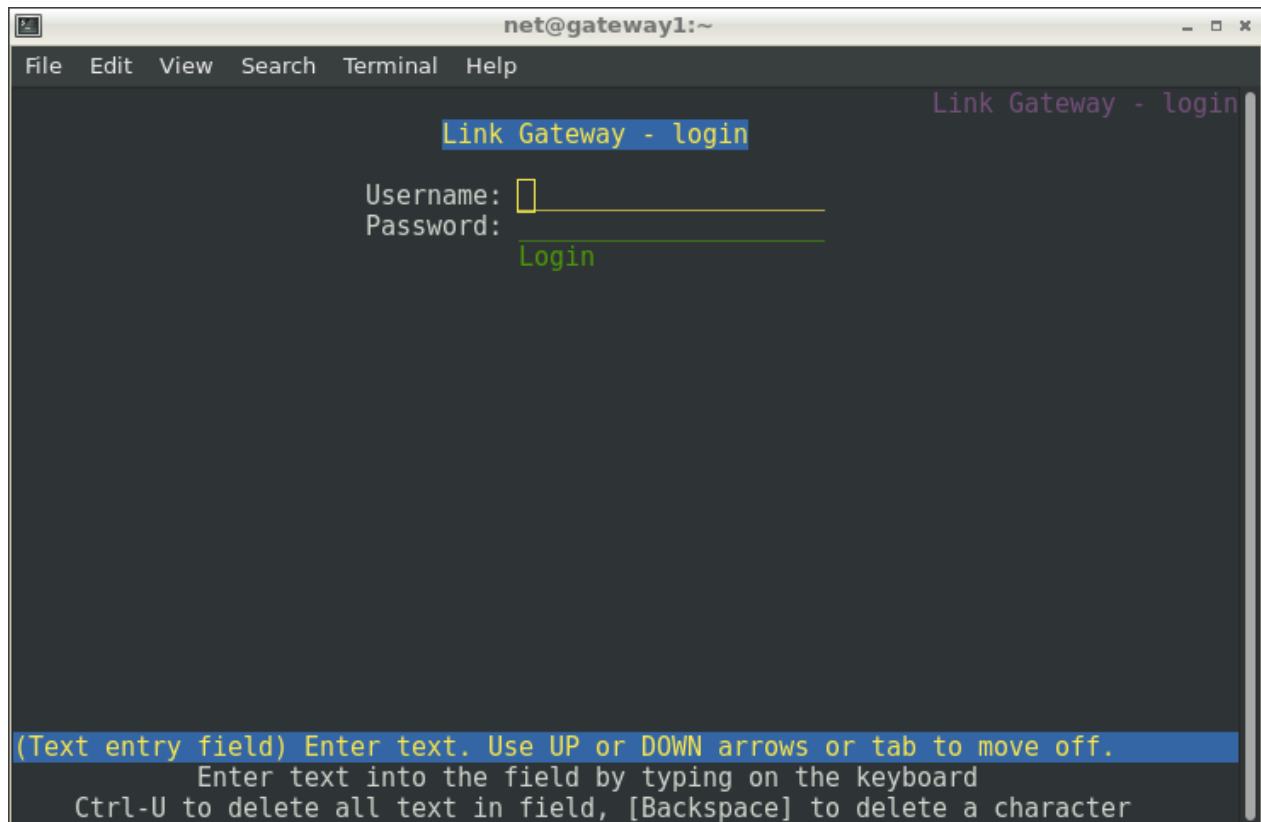 net@gateway1:~
File Edit View Search Terminal Help
Link Gateway - login
Link Gateway - login
Username:
Password:
Login
(Text entry field) Enter text. Use UP or DOWN arrows or tab to move off.
Enter text into the field by typing on the keyboard
Ctrl-U to delete all text in field, [Backspace] to delete a character